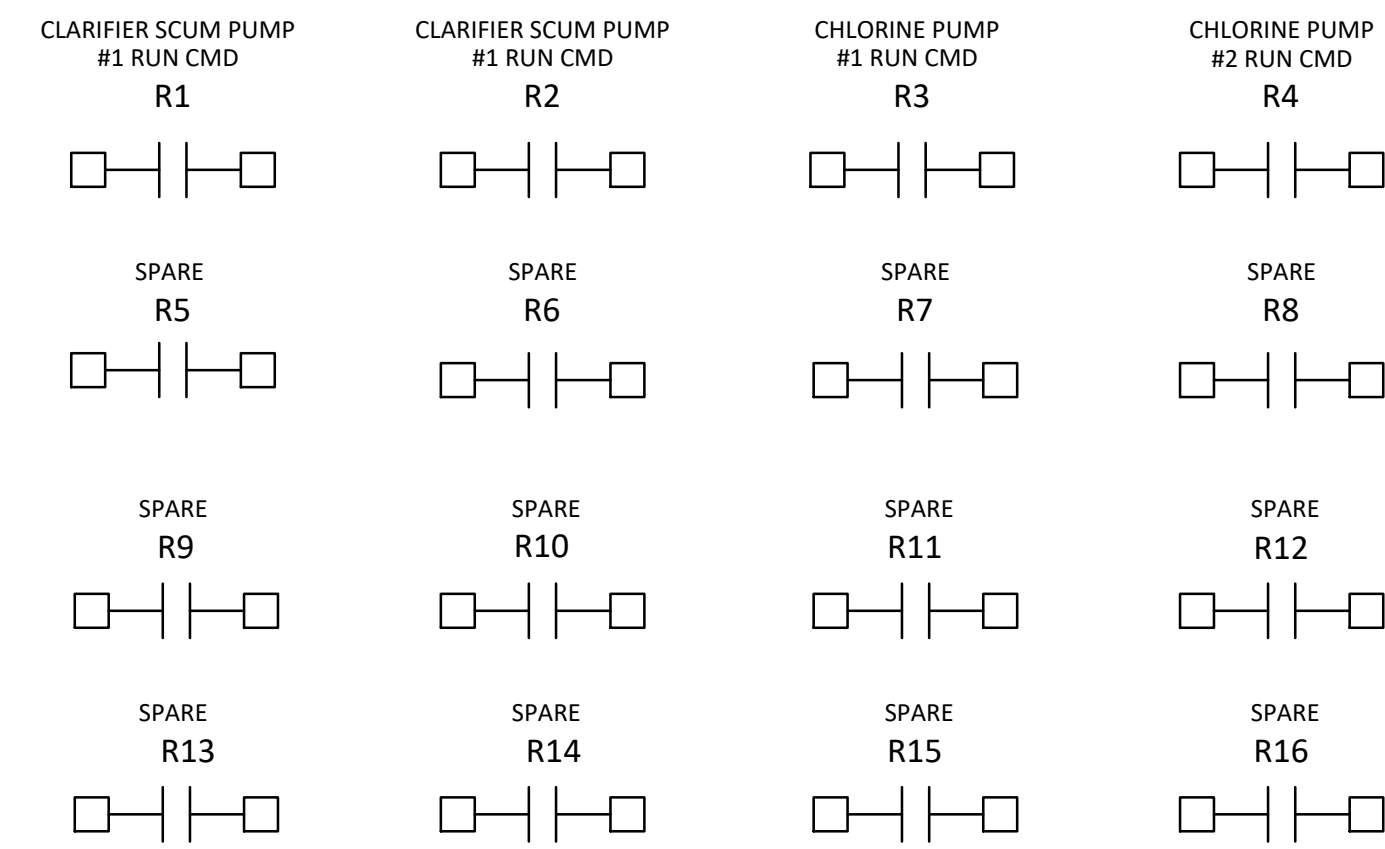 CLARIFIER SCUM PUMP
#1 RUN CMD
R1
CLARIFIER SCUM PUMP
#1 RUN CMD
R2
CHLORINE PUMP
#1 RUN CMD
R3
CHLORINE PUMP
#2 RUN CMD
R4
SPARE
R5
SPARE
R6
SPARE
R7
SPARE
R8
SPARE
R9
SPARE
R10
SPARE
R11
SPARE
R12
SPARE
R13
SPARE
R14
SPARE
R15
SPARE
R16